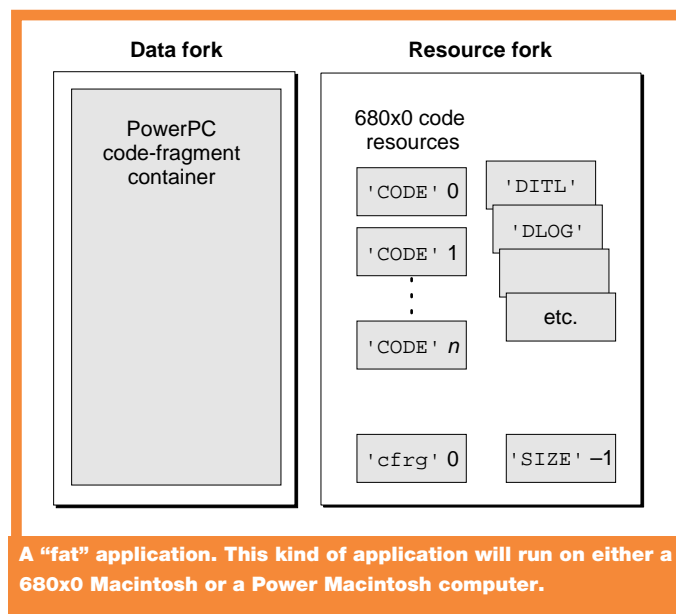 Data fork
Resource fork
PowerPC
code-fragment
container
680x0 code
resources
'CODE' 0
'CODE' 1
'CODE' n
'DITL'
'DLOG'
etc.
'cfrg' 0
'SIZE' –1
A “fat” application. This kind of application will run on either a
680x0 Macintosh or a Power Macintosh computer.